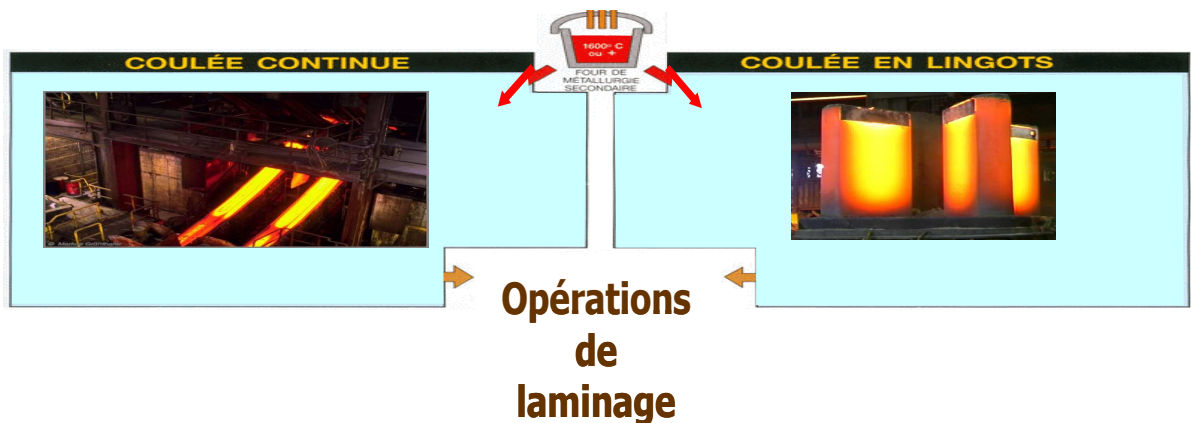 COULÉE CONTINUE
1600° C
ou +
FOUR DE
MÉTALLURGIE
SECONDAIRE
COULÉE EN LINGOTS
Opérations
de
laminage